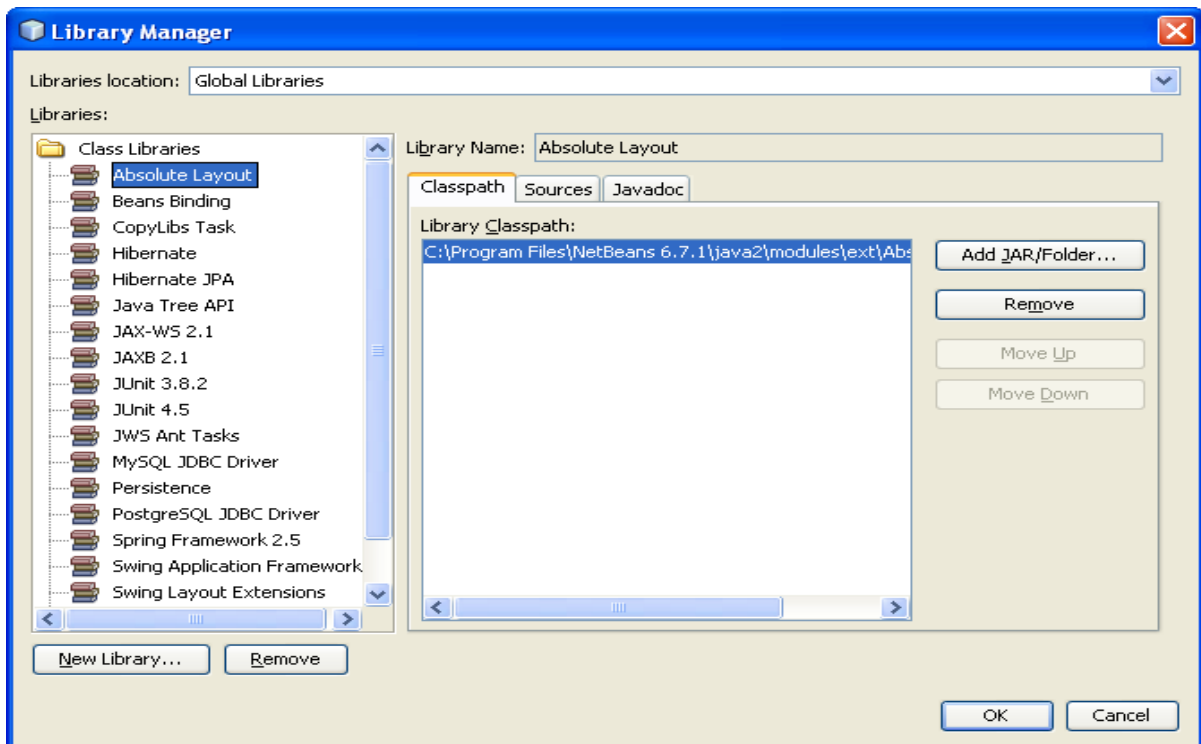 Library Manager
Libraries location: Global Libraries
Libraries:
Class Libraries
Absolute Layout
Beans Binding
CopyLibs Task
Hibernate
Hibernate JPA
Java Tree API
JAX-WS 2.1
JAXB 2.1
JUnit 3.8.2
JUnit 4.5
JWS Ant Tasks
MySQL JDBC Driver
Persistence
PostgreSQL JDBC Driver
Spring Framework 2.5
Swing Application Framework
Swing Layout Extensions
New Library...
Remove
Library Name: Absolute Layout
Classpath
Sources
Javadoc
Library Classpath:
C:\Program Files\NetBeans 6.7.1\java2\modules\ext\Abs
Add JAR/Folder...
Remove
Move Up
Move Down
OK
Cancel